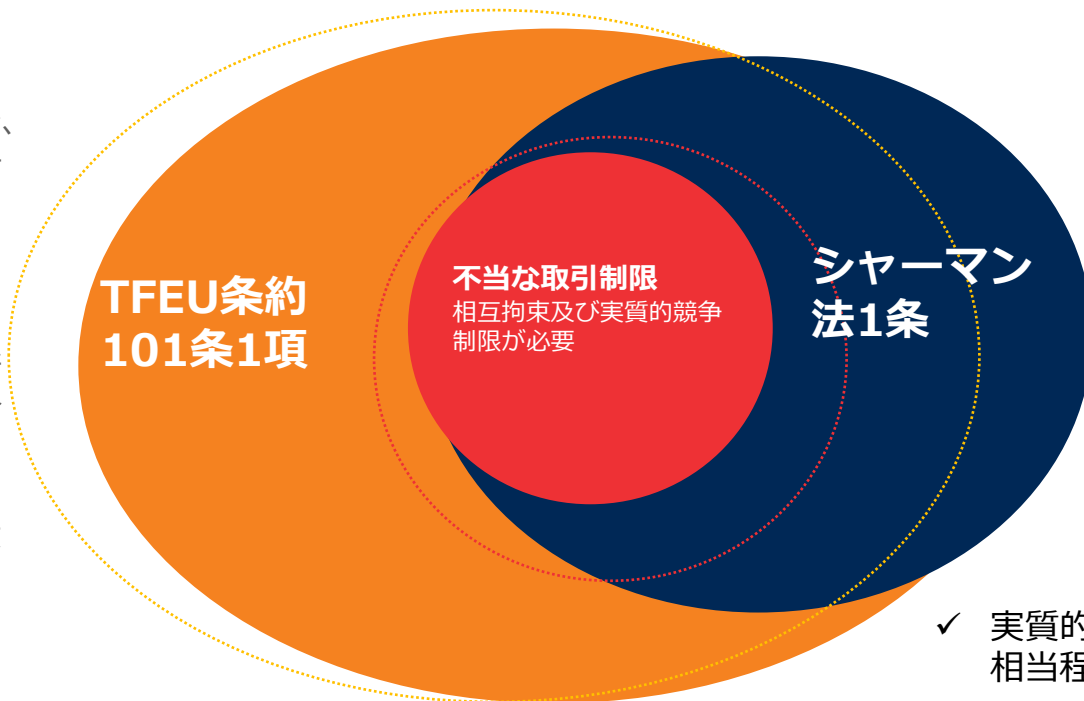 TFEU条約
101条1項
不当な取引制限
相互拘束及び実質的競争
制限が必要
シャーマン
法1条
✓ 実質的
相当程